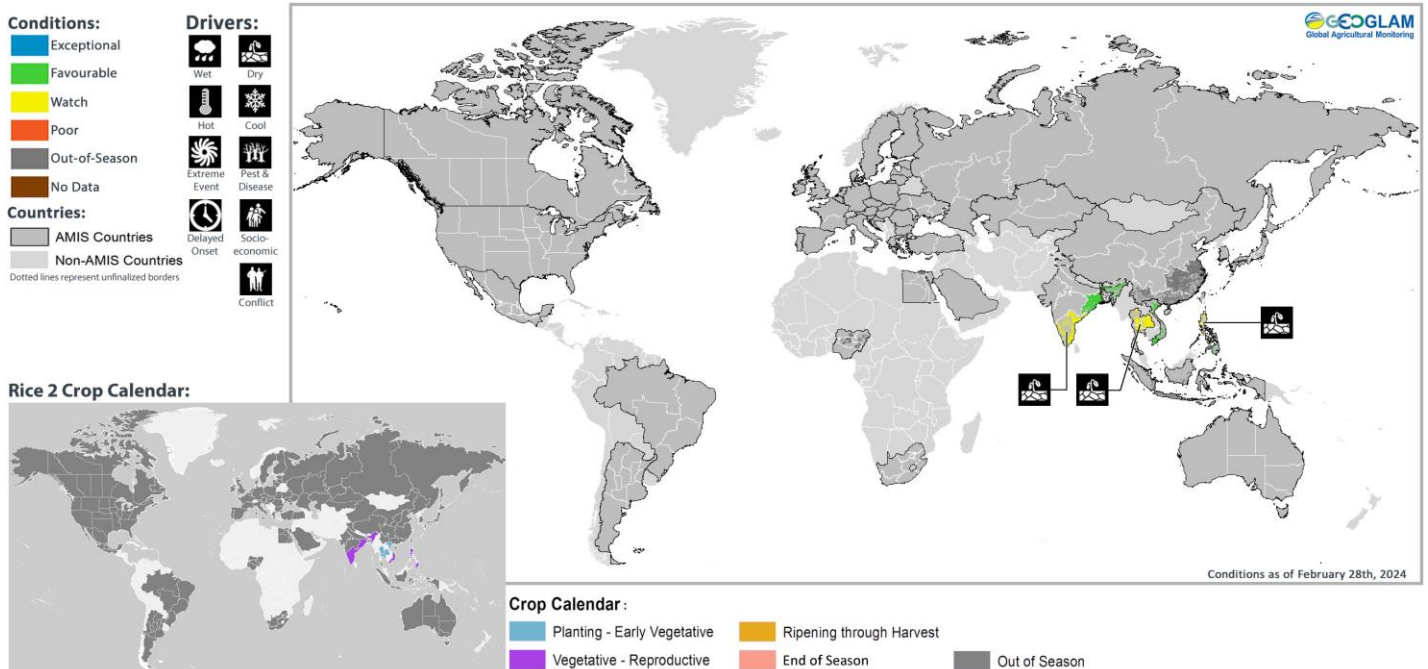 Conditions:
Exceptional
Favourable
Watch
Poor
Out-of-Season
No Data
Countries:
AMIS Countries
Non-AMIS Countries
Dotted lines represent unfinalized borders
Drivers:
Wet
Dry
Hot
Cool
Extreme
Event
Pest &
Disease
Delayed
Onset
Socio-
economic
Conflict
GEOGLAM
Global Agricultural Monitoring
Conditions as of February 28th, 2024
Rice 2 Crop Calendar:
Crop Calendar :
Planting - Early Vegetative
Ripening through Harvest
Vegetative - Reproductive
End of Season
Out of Season